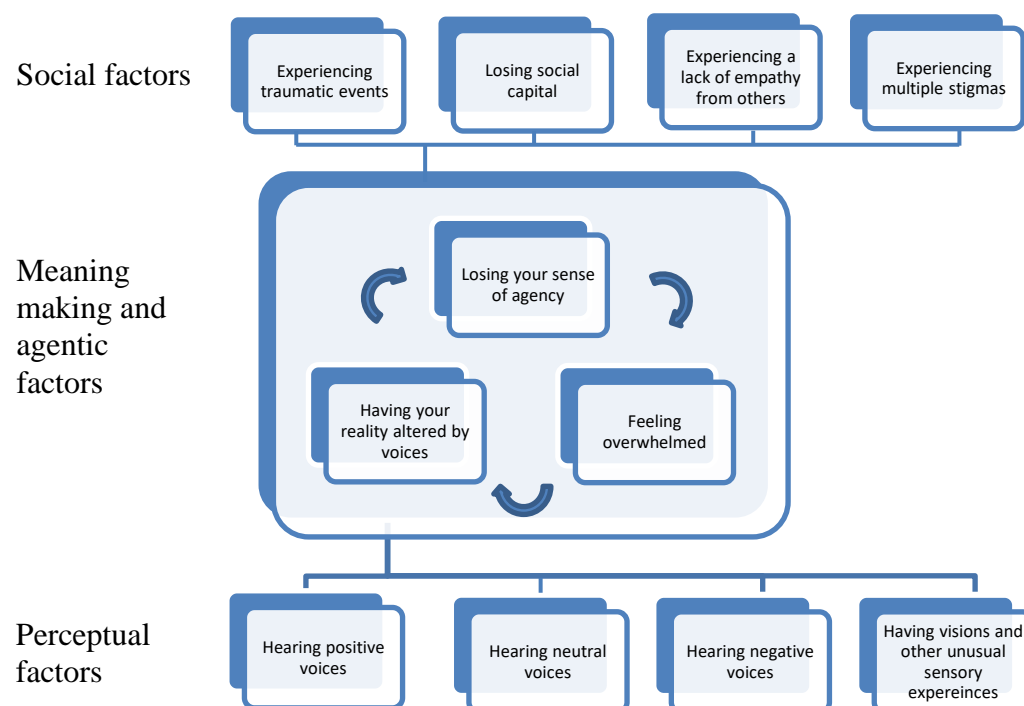 Social factors
Experiencing
traumatic events
Losing social
capital
Experiencing a
lack of empathy
from others
Experiencing
multiple stigmas
Meaning
making and
agentic
factors
Losing your sense
of agency
Having your
reality altered by
voices
Feeling
overwhelmed
Perceptual
factors
Hearing positive
voices
Hearing neutral
voices
Hearing negative
voices
Having visions and
other unusual
sensory
expereinces